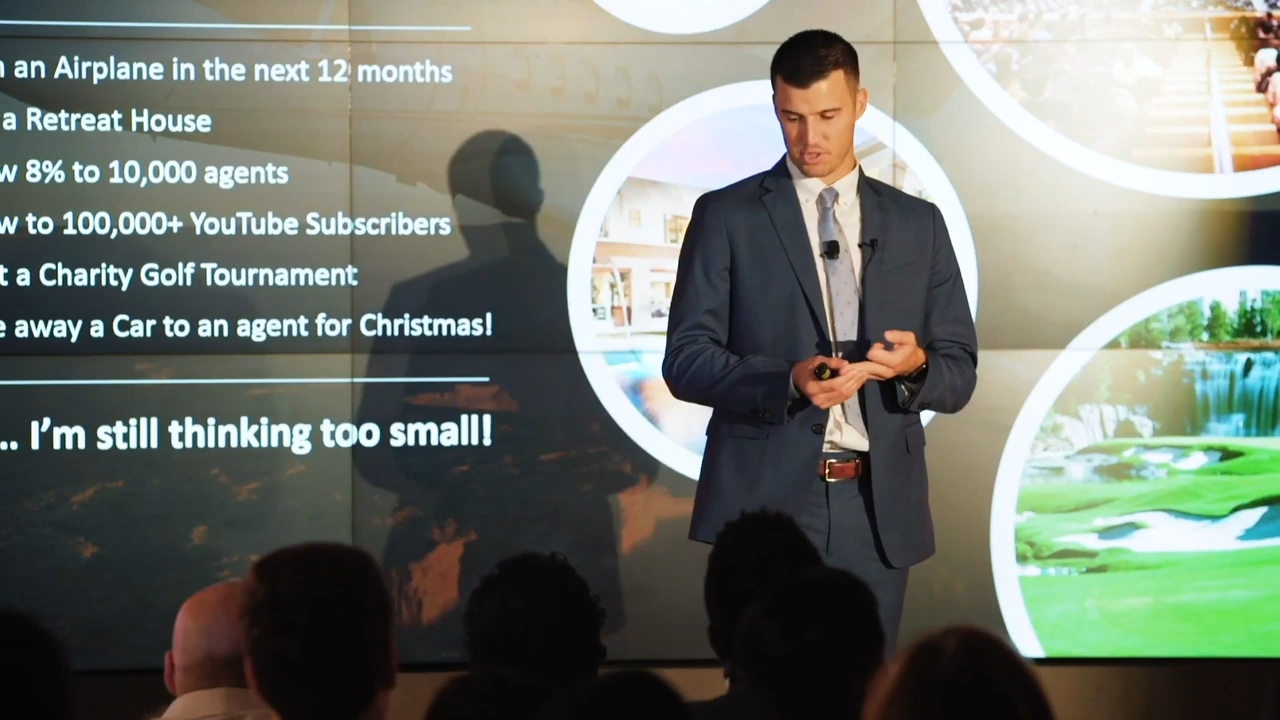 an Airplane in the next 12 months
a Retreat House
8% to 10,000 agents
to 100,000+ YouTube Subscribers
a Charity Golf Tournament
away a Car to an agent for Christmas!
.. I'm still thinking too small!